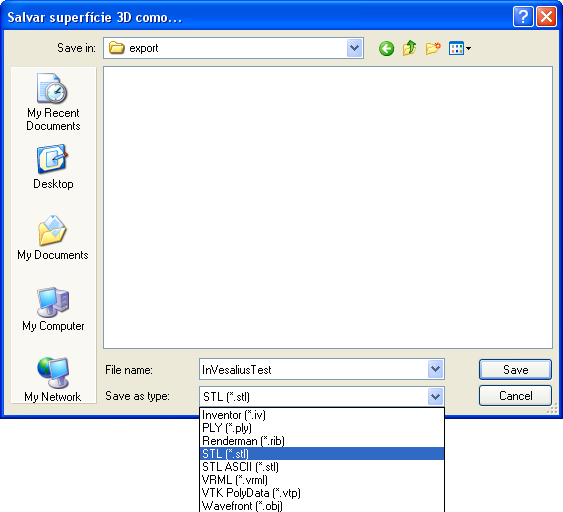 Salvar superfície 3D como...
Save in:
export
My Recent
Documents
Desktop
My Documents
My Computer
My Network
File name:
InVesaliusTest
Save
Save as type:
STL (*.stl)
Cancel
Inventor (*.iv)
PLY (*.ply)
Renderman (*.rib)
STL (*.stl)
STL ASCII (*.stl)
VRML (*.vrml)
VTK PolyData (*.vtp)
Wavefront (*.obj)